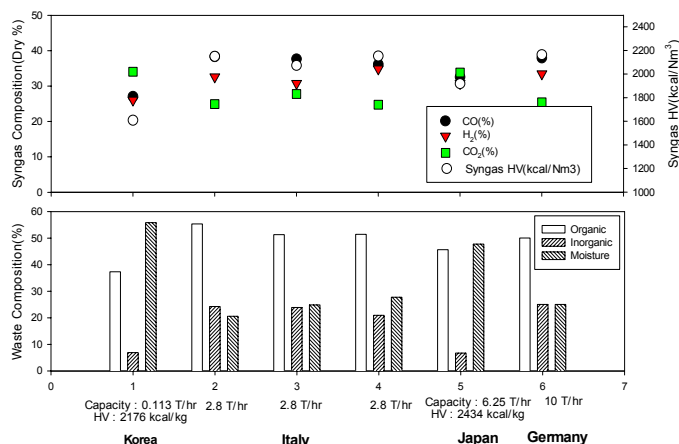 Syngas Composition(Dry %)
50
40
30
20
10
0
2400
2200
2000
1800
1600
1400
1200
1000
Syngas HV(kcal/Nm³)
CO(%)
H₂(%)
CO₂(%)
Syngas HV(kcal/Nm3)
Waste Composition(%)
60
50
40
30
20
10
0
Organic
Inorganic
Moisture
0 1 2 3 4 5 6 7
Capacity : 0.113 T/hr 2.8 T/hr 2.8 T/hr 2.8 T/hr Capacity : 6.25 T/hr 10 T/hr
HV : 2176 kcal/kg HV : 2434 kcal/kg
Korea Italy Japan Germany